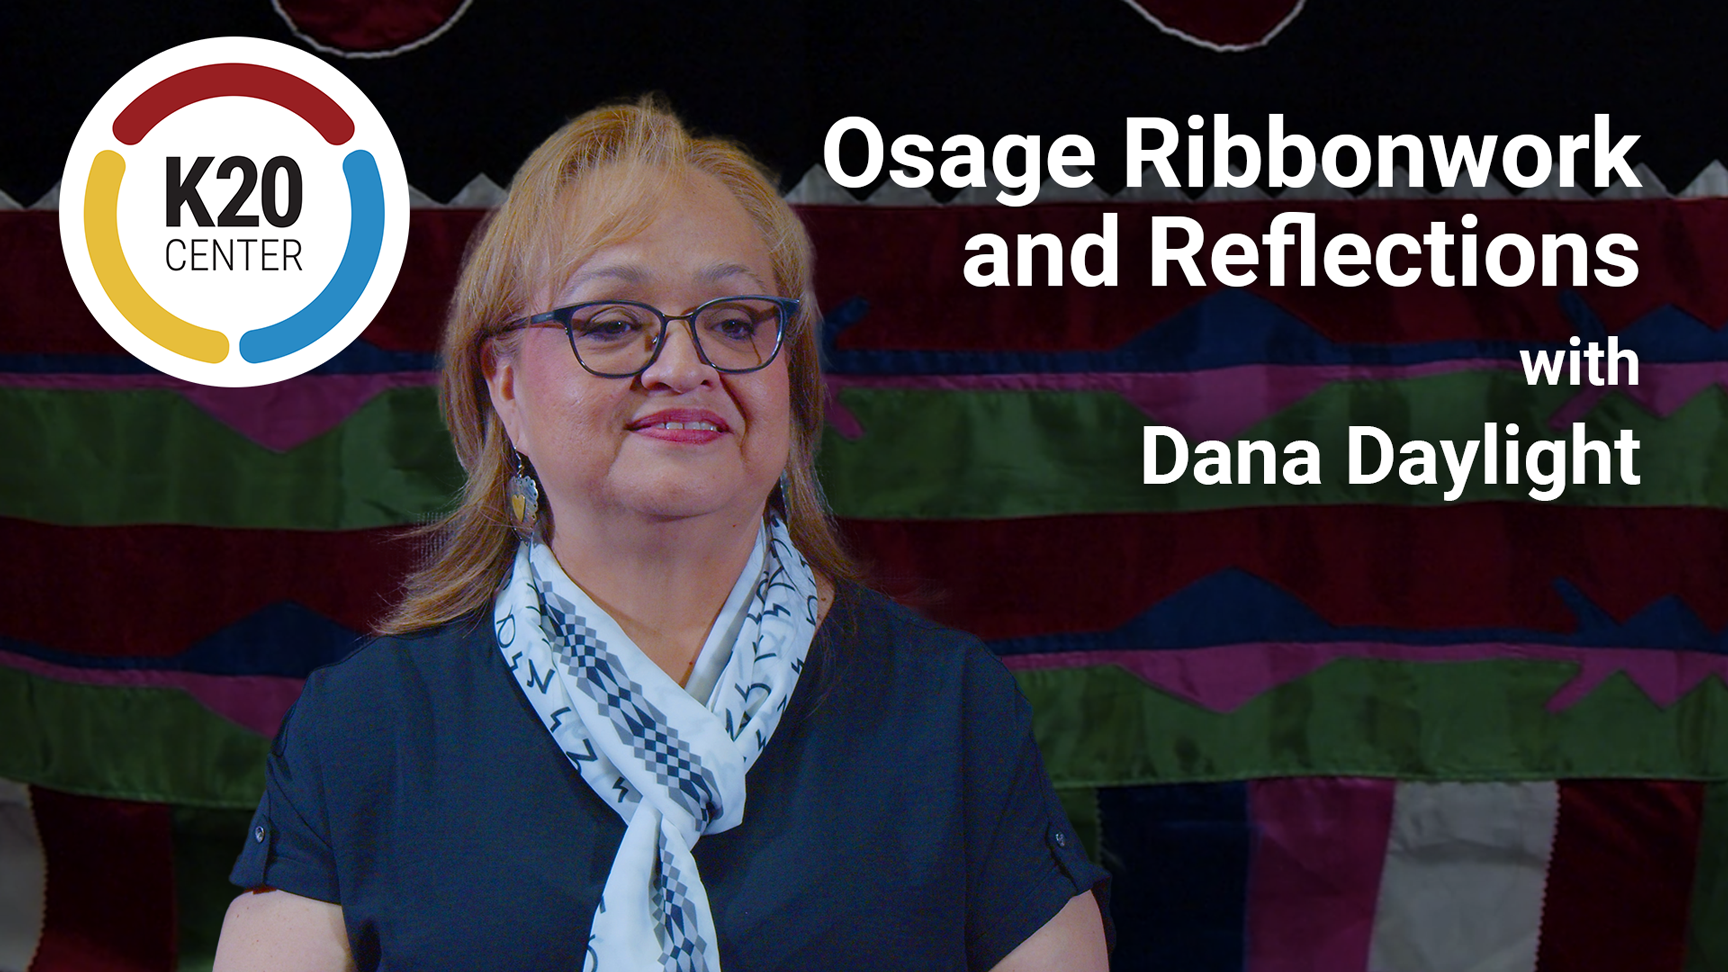 K20
CENTER
Osage Ribbonwork
and Reflections
with
Dana Daylight